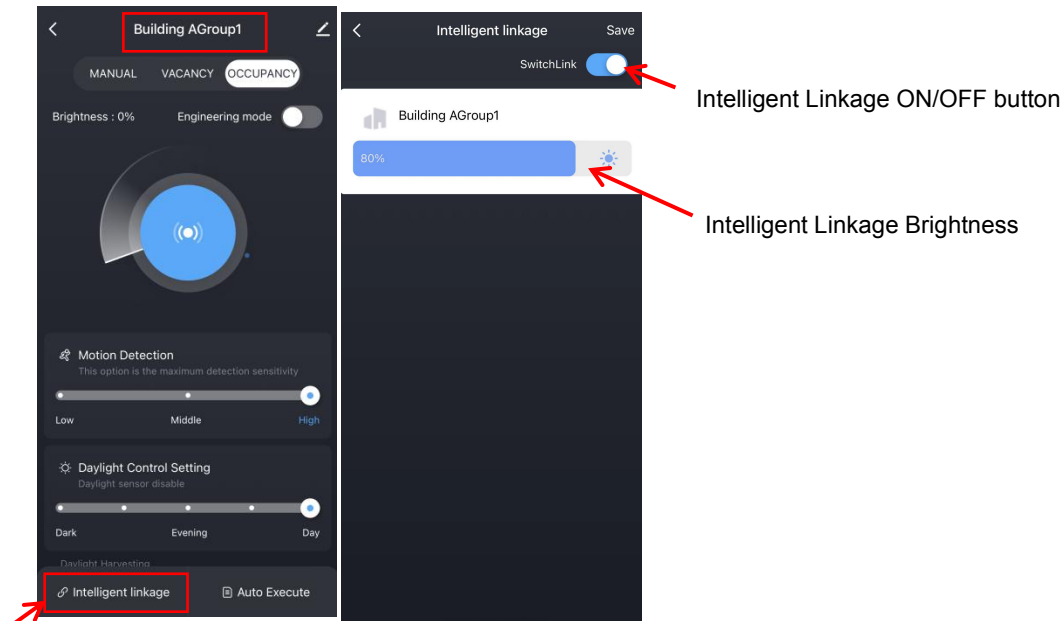 Building AGroup1
MANUAL VACANCY OCCUPANCY
Brightness : 0% Engineering mode
Motion Detection
This option is the maximum detection sensitivity
Low Middle High
Daylight Control Setting
Daylight sensor disable
Dark Evening Day
Daylight Harvesting
Intelligent linkage Auto Execute
Intelligent linkage Save
SwitchLink
Building AGroup1
80%
Intelligent Linkage ON/OFF button
Intelligent Linkage Brightness